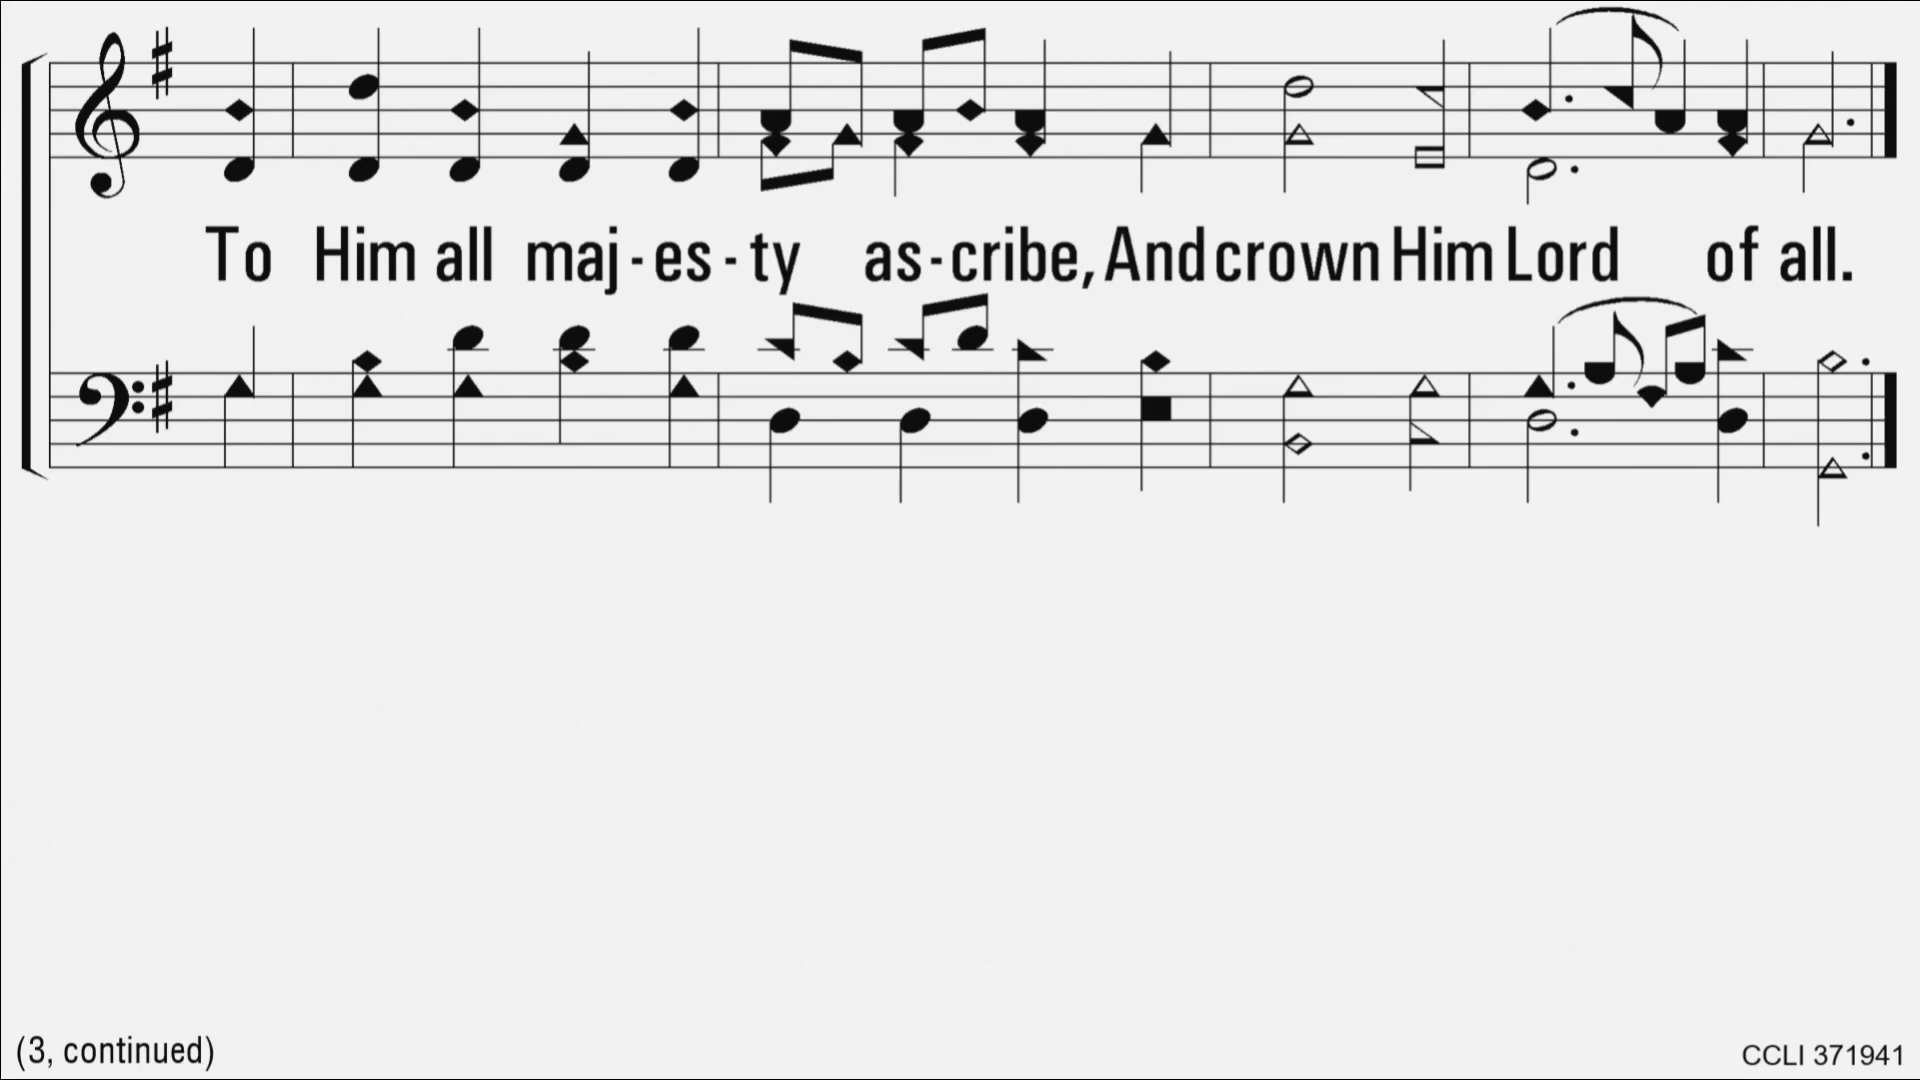 To Him all maj - es - ty as - cribe, And crown Him Lord of all.
(3, continued)
CCLI 371941